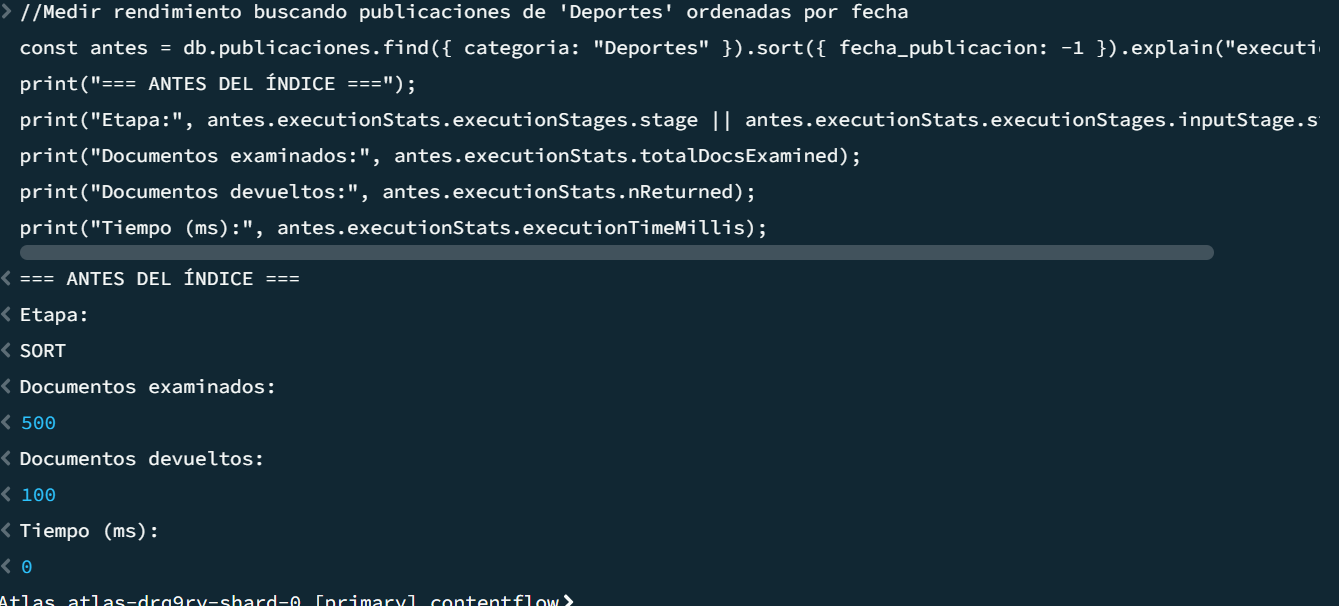 > //Medir rendimiento buscando publicaciones de 'Deportes' ordenadas por fecha
const antes = db.publicaciones.find({ categoria: "Deportes" }).sort({ fecha_publicacion: -1 }).explain("executi
print("=== ANTES DEL ÍNDICE ===");
print("Etapa:", antes.executionStats.executionStages.stage || antes.executionStats.executionStages.inputStage.s
print("Documentos examinados:", antes.executionStats.totalDocsExamined);
print("Documentos devueltos:", antes.executionStats.nReturned);
print("Tiempo (ms):", antes.executionStats.executionTimeMillis);
< === ANTES DEL ÍNDICE ===
< Etapa:
< SORT
< Documentos examinados:
< 500
< Documentos devueltos:
< 100
< Tiempo (ms):
< 0
Atlas atlas-drq9ry-shard-0 [primary] contentflow>